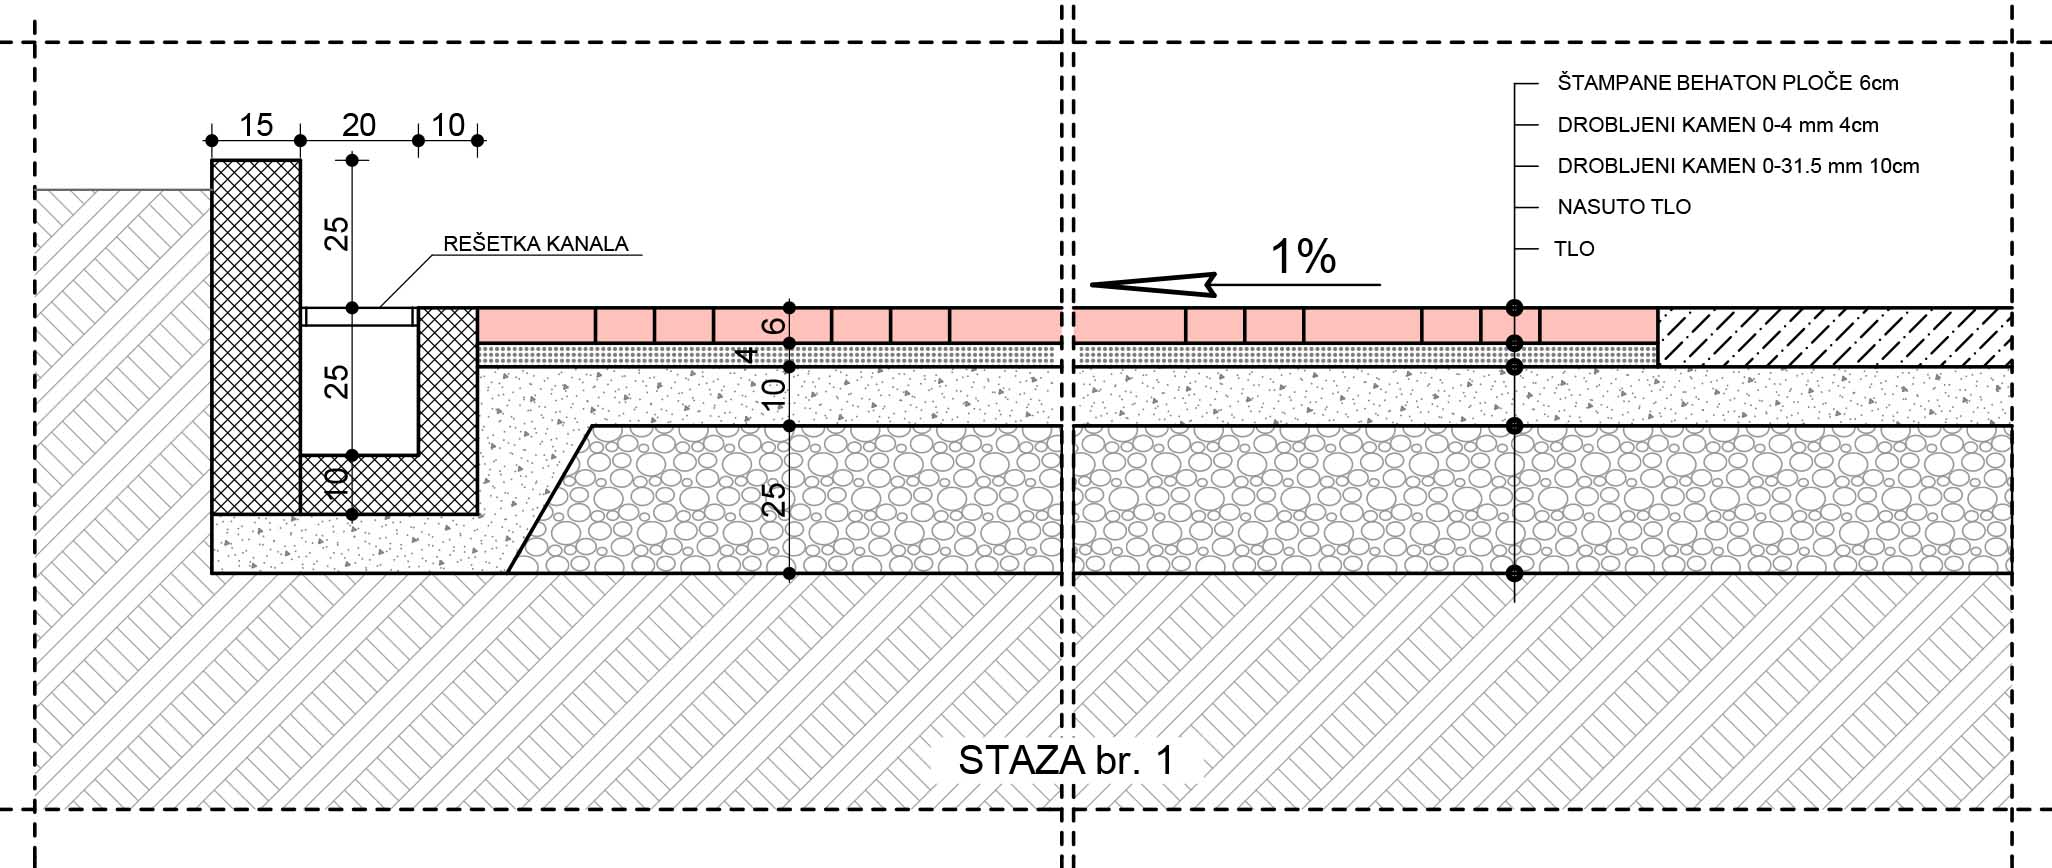 ŠTAMPANE BEHATON PLOČE 6cm
15 20 10
DROBLJENI KAMEN 0-4 mm 4cm
DROBLJENI KAMEN 0-31.5 mm 10cm
NASUTO TLO
25
REŠETKA KANALA
TLO
1%
6
4
25
10
10
25
STAZA br. 1